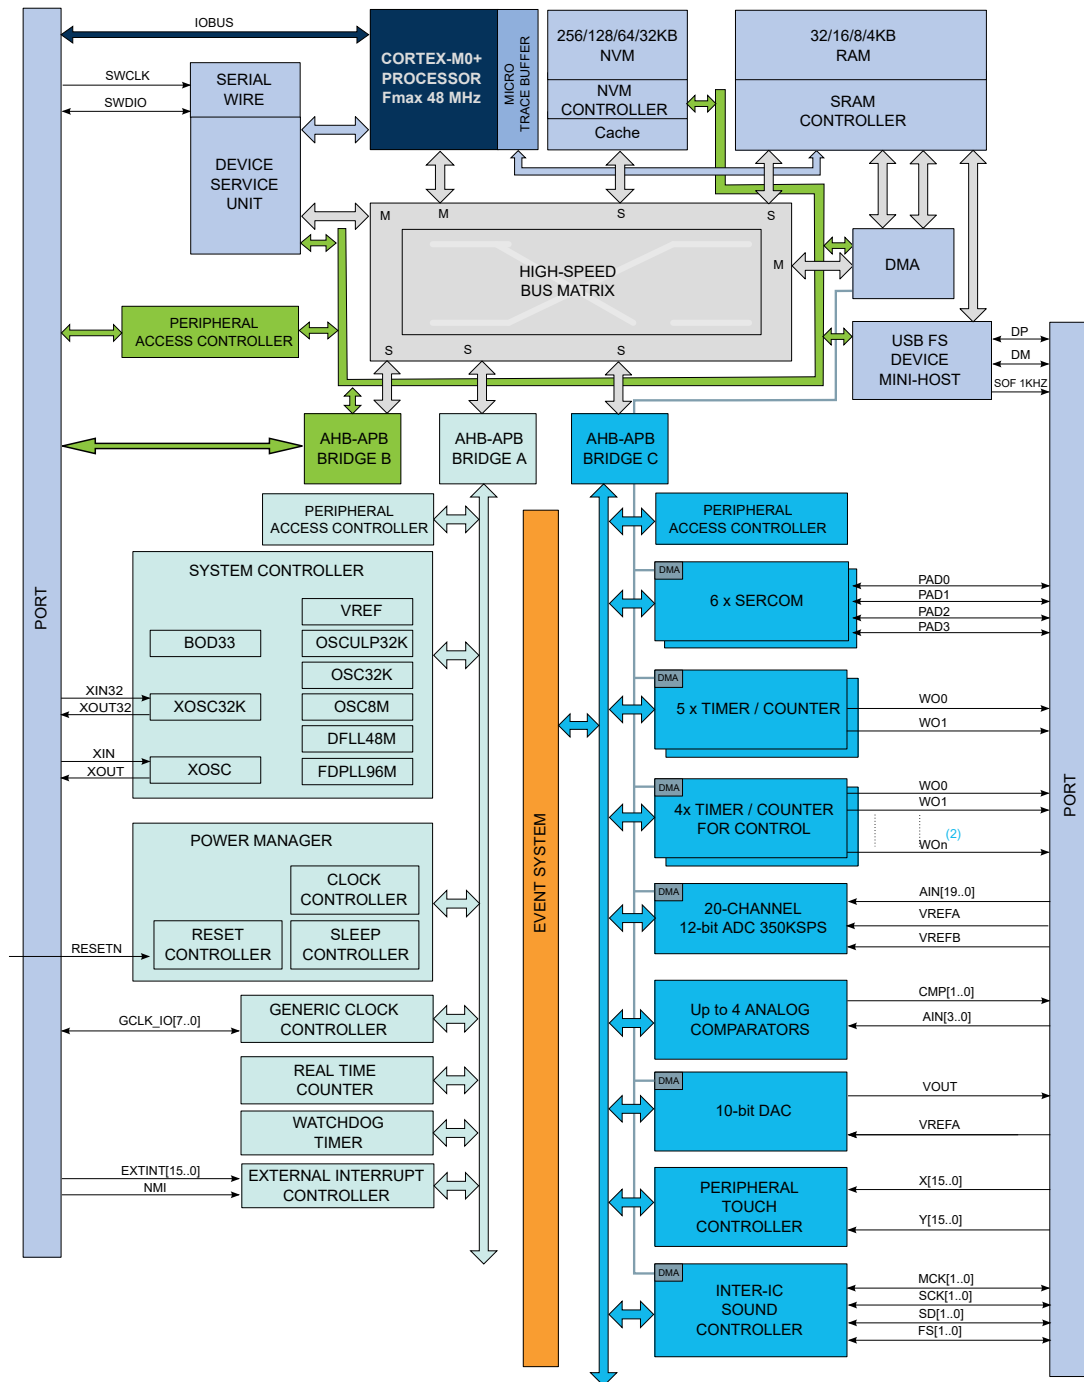 IOBUS
SWCLK
SWDIO
SERIAL
WIRE
DEVICE
SERVICE
UNIT
CORTEX-M0+
PROCESSOR
Fmax 48 MHz
MICRO
TRACE BUFFER
256/128/64/32KB
NVM
NVM
CONTROLLER
Cache
32/16/8/4KB
RAM
SRAM
CONTROLLER
M
M
S
S
HIGH-SPEED
BUS MATRIX
M
S
S
S
DMA
PERIPHERAL
ACCESS CONTROLLER
USB FS
DEVICE
MINI-HOST
DP
DM
SOF 1KHZ
AHB-APB
BRIDGE B
AHB-APB
BRIDGE A
AHB-APB
BRIDGE C
PORT
PERIPHERAL
ACCESS CONTROLLER
SYSTEM CONTROLLER
VREF
BOD33
OSCULP32K
OSC32K
XOSC32K
OSC8M
DFLL48M
XOSC
FDPLL96M
XIN32
XOUT32
XIN
XOUT
POWER MANAGER
CLOCK
CONTROLLER
RESET
CONTROLLER
SLEEP
CONTROLLER
RESETN
GCLK_IO[7..0]
GENERIC CLOCK
CONTROLLER
REAL TIME
COUNTER
WATCHDOG
TIMER
EXTINT[15..0]
NMI
EXTERNAL INTERRUPT
CONTROLLER
EVENT SYSTEM
PERIPHERAL
ACCESS CONTROLLER
DMA
6 x SERCOM
PAD0
PAD1
PAD2
PAD3
DMA
5 x TIMER / COUNTER
WO0
WO1
DMA
4x TIMER / COUNTER
FOR CONTROL
WO0
WO1
(2)
WOn
DMA
20-CHANNEL
12-bit ADC 350KSPS
AIN[19..0]
VREFA
VREFB
Up to 4 ANALOG
COMPARATORS
CMP[1..0]
AIN[3..0]
DMA
10-bit DAC
VOUT
VREFA
PERIPHERAL
TOUCH
CONTROLLER
X[15..0]
Y[15..0]
DMA
INTER-IC
SOUND
CONTROLLER
MCK[1..0]
SCK[1..0]
SD[1..0]
FS[1..0]
PORT